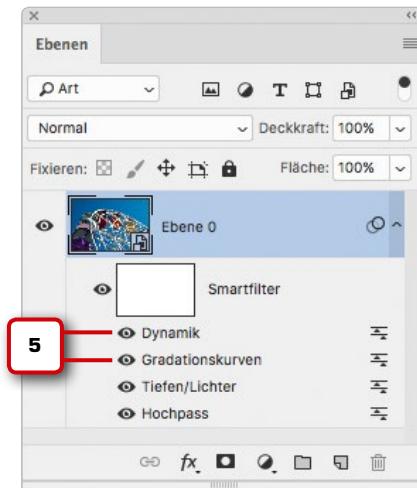 Ebenen
Art
Normal Deckkraft: 100%
Fixieren: Fläche: 100%
Ebene 0
Smartfilter
5
Dynamik
Gradationskurven
Tiefen/Lichter
Hochpass
fx